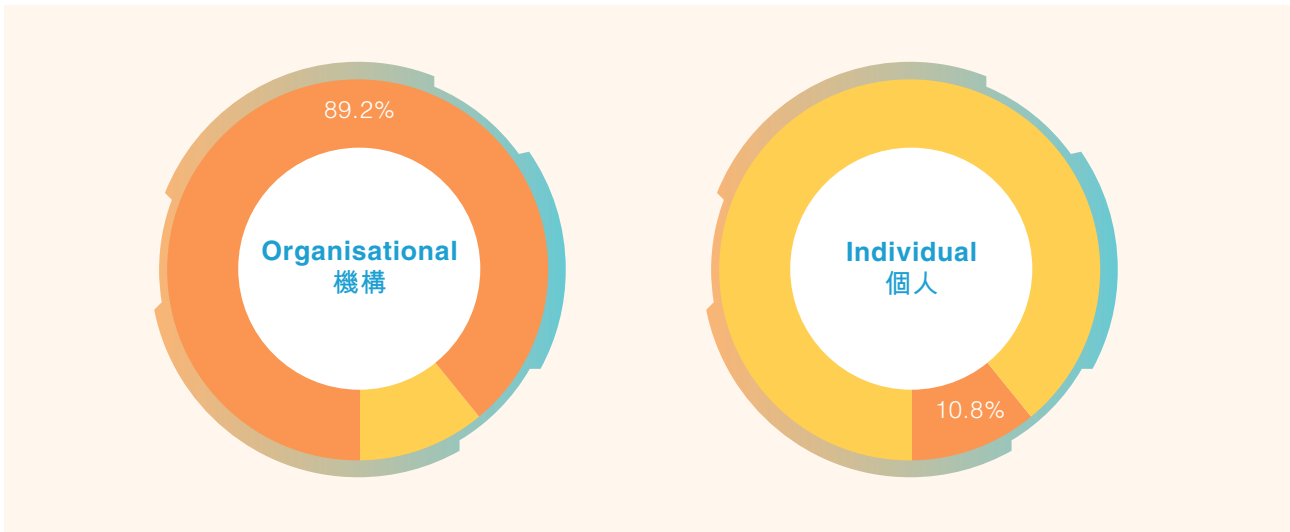 89.2%
Organisational
機構
Individual
個人
10.8%